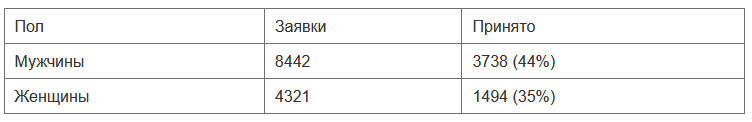 Пол Заявки Принято
Мужчины 8442 3738 (44%)
Женщины 4321 1494 (35%)